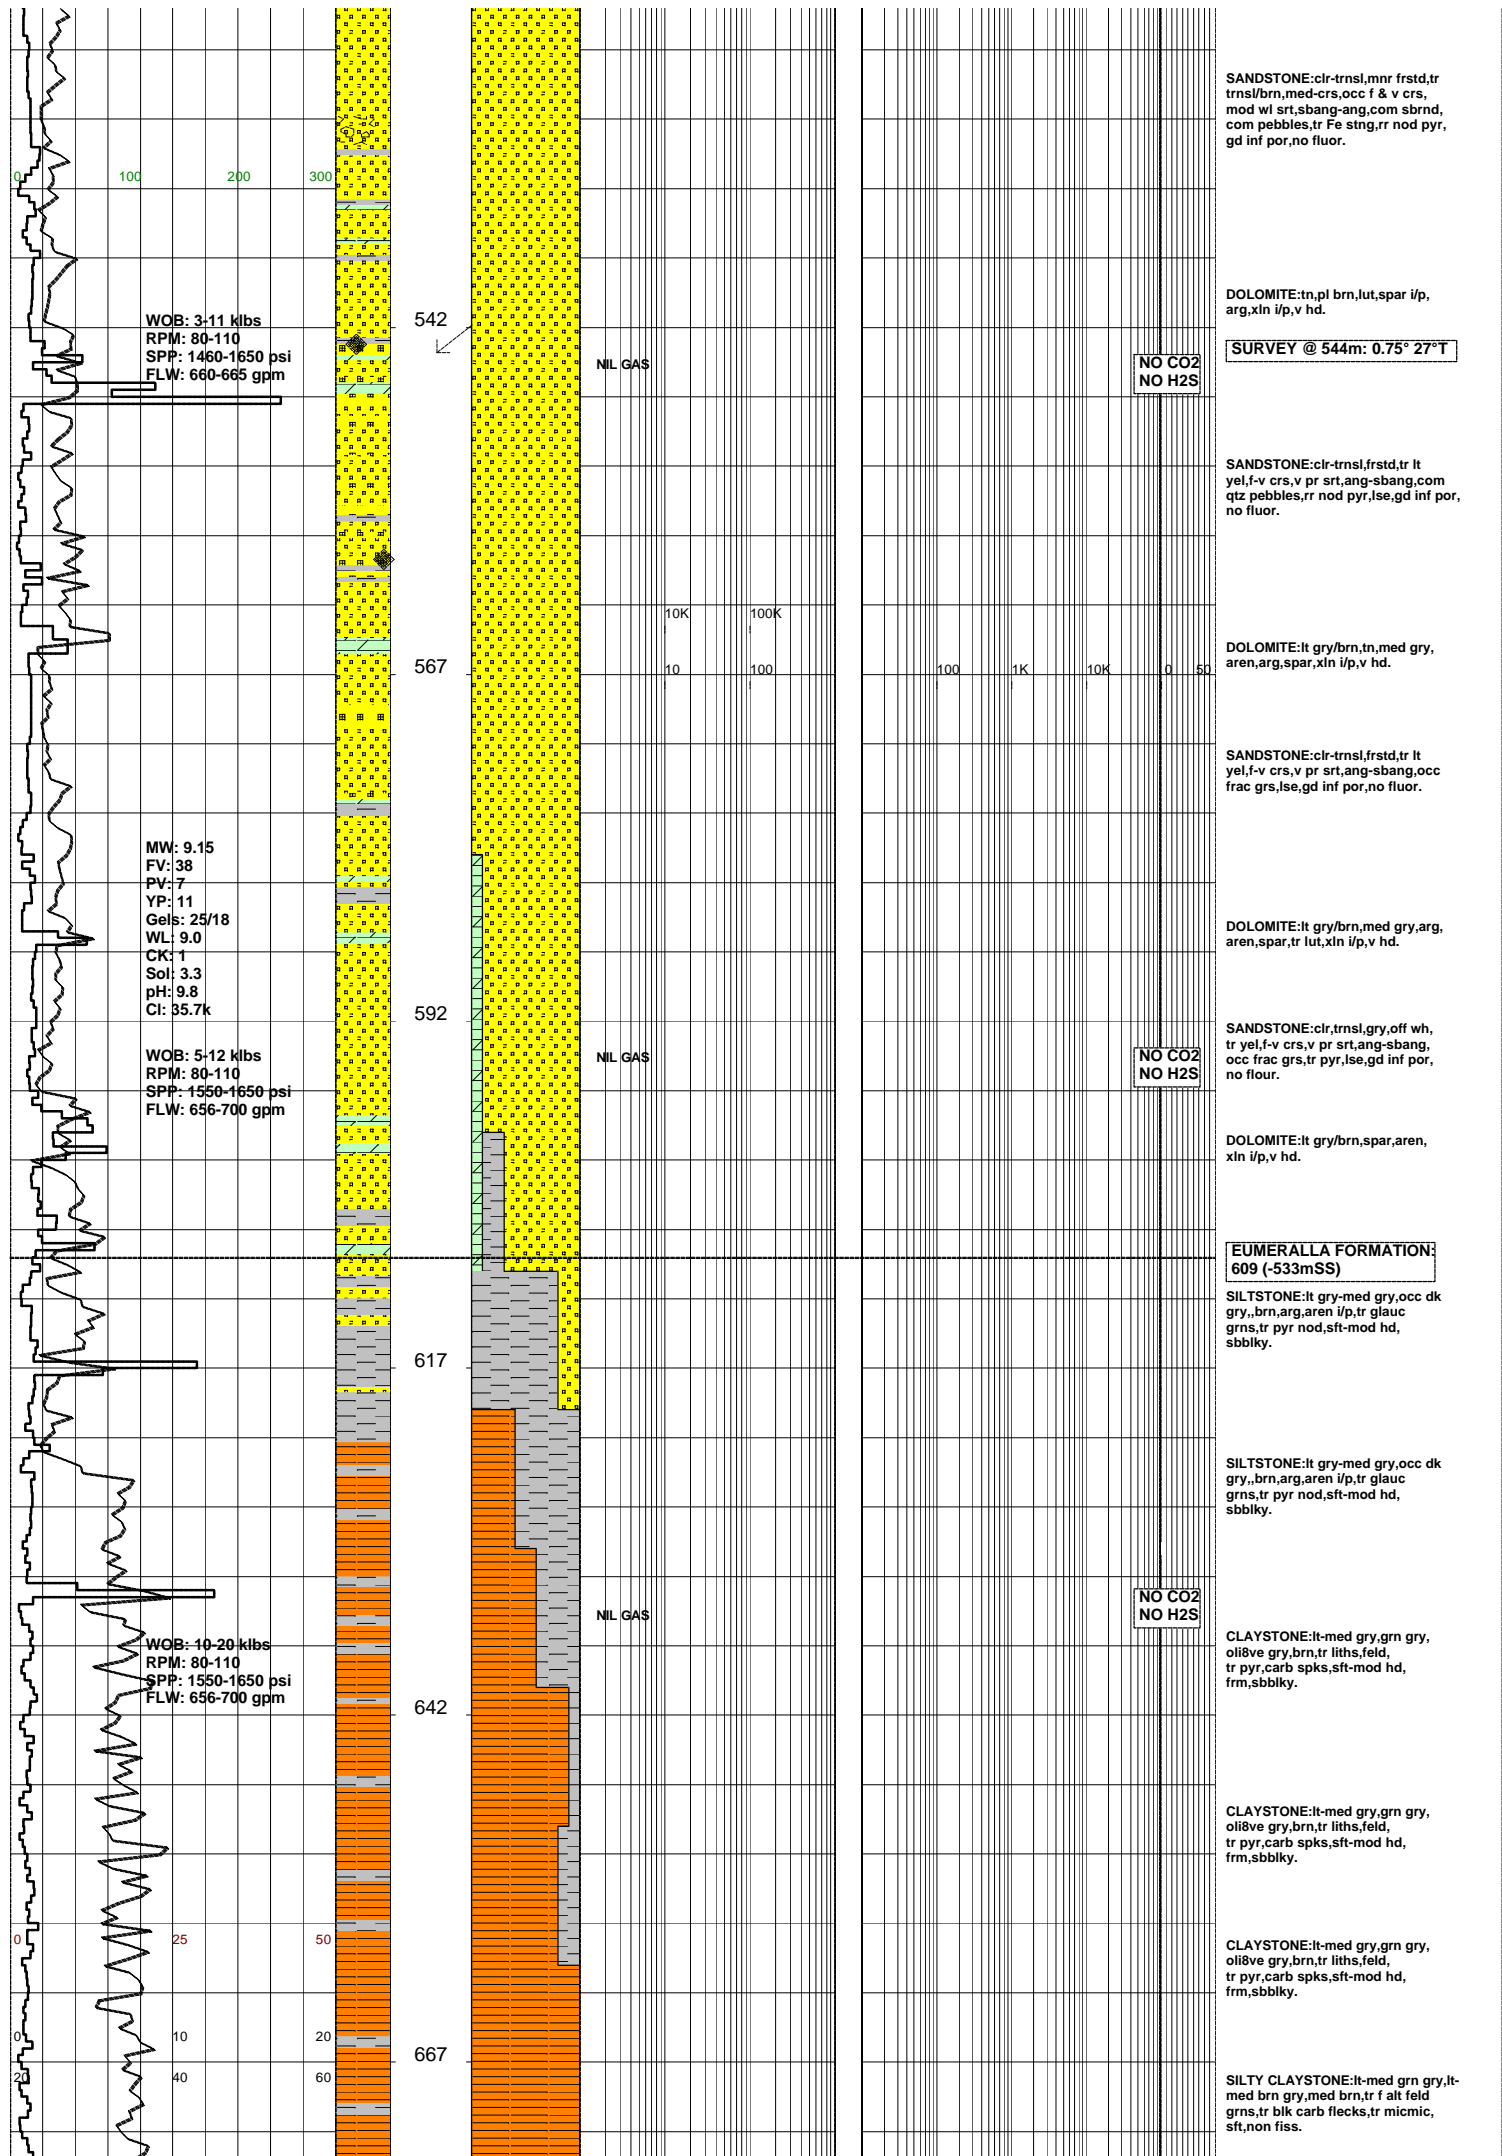 SANDSTONE:clr-trnsl,mnr frstd,tr
trnsl/brn,med-crs,occ f & v crs,
mod wl srt,sbang-ang,com sbrnd,
com pebbles,tr Fe stng,rr nod pyr,
gd inf por,no fluor.
0 100 200 300
DOLOMITE:tn,pl brn,lut,spar i/p,
arg,xln i/p,v hd.
WOB: 3-11 klbs
RPM: 80-110
SPP: 1460-1650 psi
FLW: 660-665 gpm
542
SURVEY @ 544m: 0.75° 27°T
NIL GAS
NO CO2
NO H2S
SANDSTONE:clr-trnsl,frstd,tr lt
yel,f-v crs,v pr srt,ang-sbang,com
qtz pebbles,rr nod pyr,lse,gd inf por,
no fluor.
10K 100K
567
10 100
100 1K 10K 0 50
DOLOMITE:lt gry/brn,tn,med gry,
aren,arg,spar,xln i/p,v hd.
SANDSTONE:clr-trnsl,frstd,tr lt
yel,f-v crs,v pr srt,ang-sbang,occ
frac grs,lse,gd inf por,no fluor.
MW: 9.15
FV: 38
PV: 7
YP: 11
Gels: 25/18
WL: 9.0
CK: 1
Sol: 3.3
pH: 9.8
Cl: 35.7k
DOLOMITE:lt gry/brn,med gry,arg,
aren,spar,tr lut,xln i/p,v hd.
592
SANDSTONE:clr,trnsl,gry,off wh,
tr yel,f-v crs,v pr srt,ang-sbang,
occ frac grs,tr pyr,lse,gd inf por,
no flour.
WOB: 5-12 klbs
RPM: 80-110
SPP: 1550-1650 psi
FLW: 656-700 gpm
NIL GAS
NO CO2
NO H2S
DOLOMITE:lt gry/brn,spar,aren,
xln i/p,v hd.
EUMERALLA FORMATION:
609 (-533mSS)
SILTSTONE:lt gry-med gry,occ dk
gry,,brn,arg,aren i/p,tr glauc
grns,tr pyr nod,sft-mod hd,
sbblky.
617
SILTSTONE:lt gry-med gry,occ dk
gry,,brn,arg,aren i/p,tr glauc
grns,tr pyr nod,sft-mod hd,
sbblky.
NIL GAS
NO CO2
NO H2S
WOB: 10-20 klbs
RPM: 80-110
SPP: 1550-1650 psi
FLW: 656-700 gpm
CLAYSTONE:lt-med gry,grn gry,
oli8ve gry,brn,tr liths,feld,
tr pyr,carb spks,sft-mod hd,
frm,sbblky.
642
CLAYSTONE:lt-med gry,grn gry,
oli8ve gry,brn,tr liths,feld,
tr pyr,carb spks,sft-mod hd,
frm,sbblky.
0 25 50
CLAYSTONE:lt-med gry,grn gry,
oli8ve gry,brn,tr liths,feld,
tr pyr,carb spks,sft-mod hd,
frm,sbblky.
0 10 20
667
20 40 60
SILTY CLAYSTONE:lt-med grn gry,lt-
med brn gry,med brn,tr f alt feld
grns,tr blk carb flecks,tr micmic,
sft,non fiss.